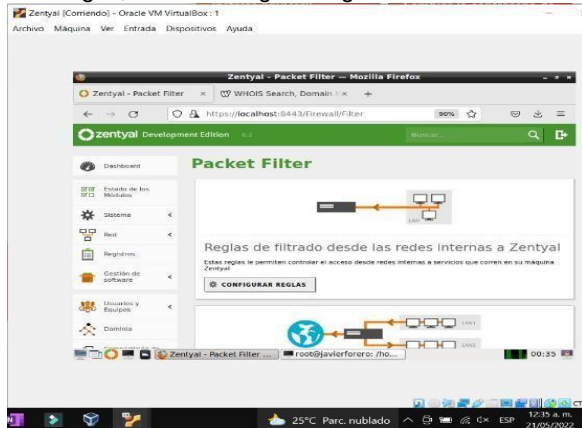 Zentyal [Corriendo] - Oracle VM VirtualBox : 1
Archivo Máquina Ver Entrada Dispositivos Ayuda
Zentyal - Packet Filter — Mozilla Firefox
Zentyal - Packet Filter × WHOIS Search, Domain × +
https://localhost:8443/Firewall/Filter 90%
zentyal Development Edition Buscar...
Dashboard
Packet Filter
Estado de los Módulos
LAN
Sistema
Red
Reglas de filtrado desde las redes internas a Zentyal
Registros
Estas reglas le permiten controlar el acceso desde redes internas a servicios que corren en su máquina Zentyal
Gestión de software
CONFIGURAR REGLAS
Usuarios y Equipos
LAN1
Dominio
LAN2
Zentyal - Packet Filter ... root@javierforero: /ho... 00:35
25°C Parc. nublado ESP 12:35 a. m.
21/05/2022